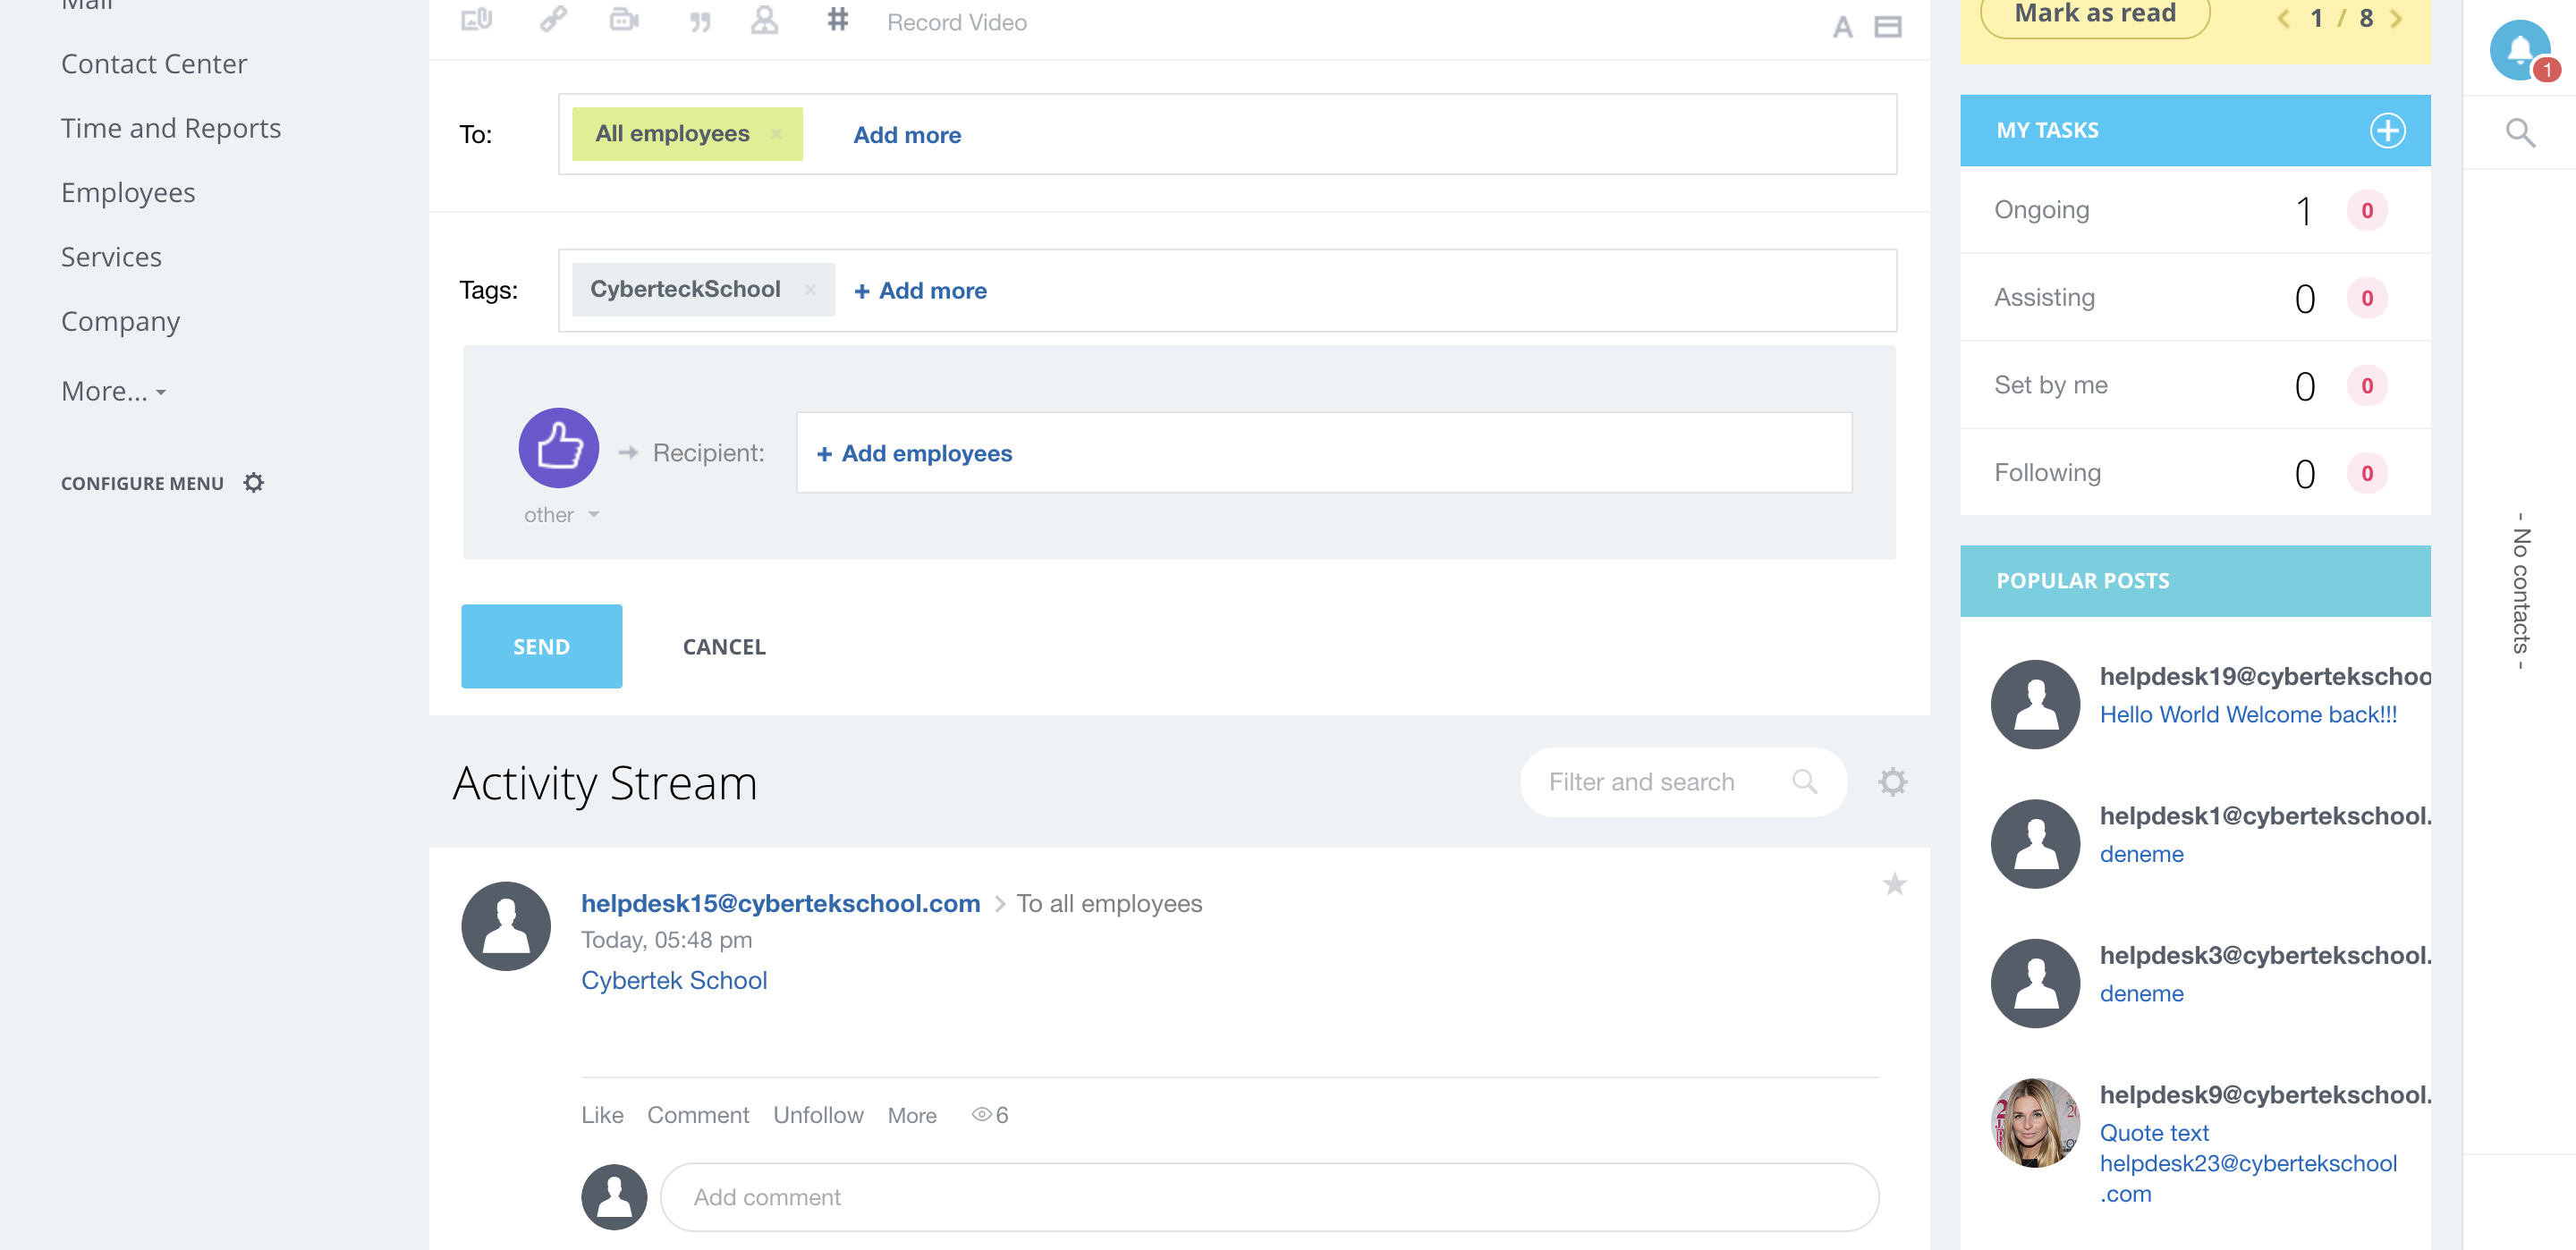 Mail
Contact Center
Time and Reports
Employees
Services
Company
More...
CONFIGURE MENU
Record Video
A
To:
All employees
Add more
Tags:
CyberteckSchool
+ Add more
Recipient:
+ Add employees
other
SEND
CANCEL
Activity Stream
Filter and search
helpdesk15@cybertekschool.com
To all employees
Today, 05:48 pm
Cybertek School
Like Comment Unfollow More 6
Add comment
Mark as read
1 / 8
MY TASKS
Ongoing 1 0
Assisting 0 0
Set by me 0 0
Following 0 0
POPULAR POSTS
helpdesk19@cybertekschoo
Hello World Welcome back!!!
helpdesk1@cybertekschool.
deneme
helpdesk3@cybertekschool.
deneme
helpdesk9@cybertekschool.
Quote text
helpdesk23@cybertekschool
.com
1
- No contacts -